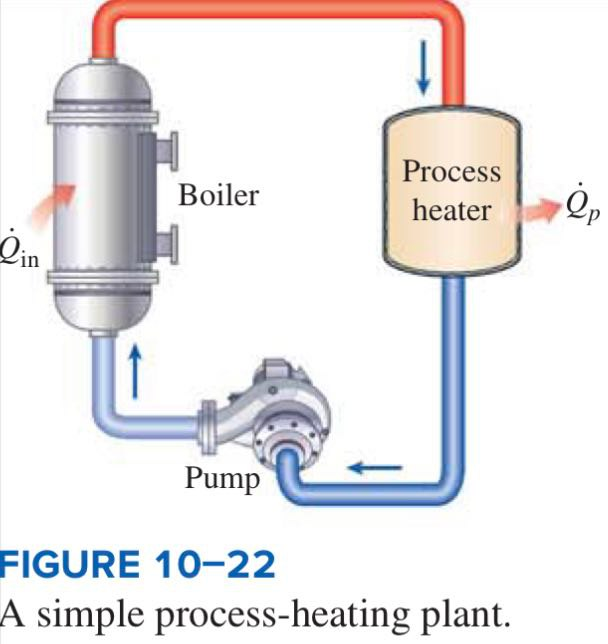 Process
heater
Q̇p
Boiler
Q̇in
Pump
FIGURE 10–22
A simple process-heating plant.